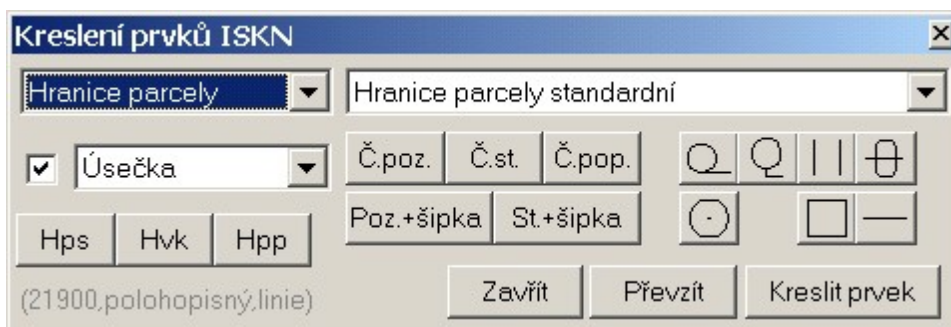 Kreslení prvků ISKN
Hranice parcely Hranice parcely standardní
Úsečka Č.poz. Č.st. Č.pop.
Poz.+šipka St.+šipka
Hps Hvk Hpp
(21900,polohopisný,linie) Zavřít Převzít Kreslit prvek